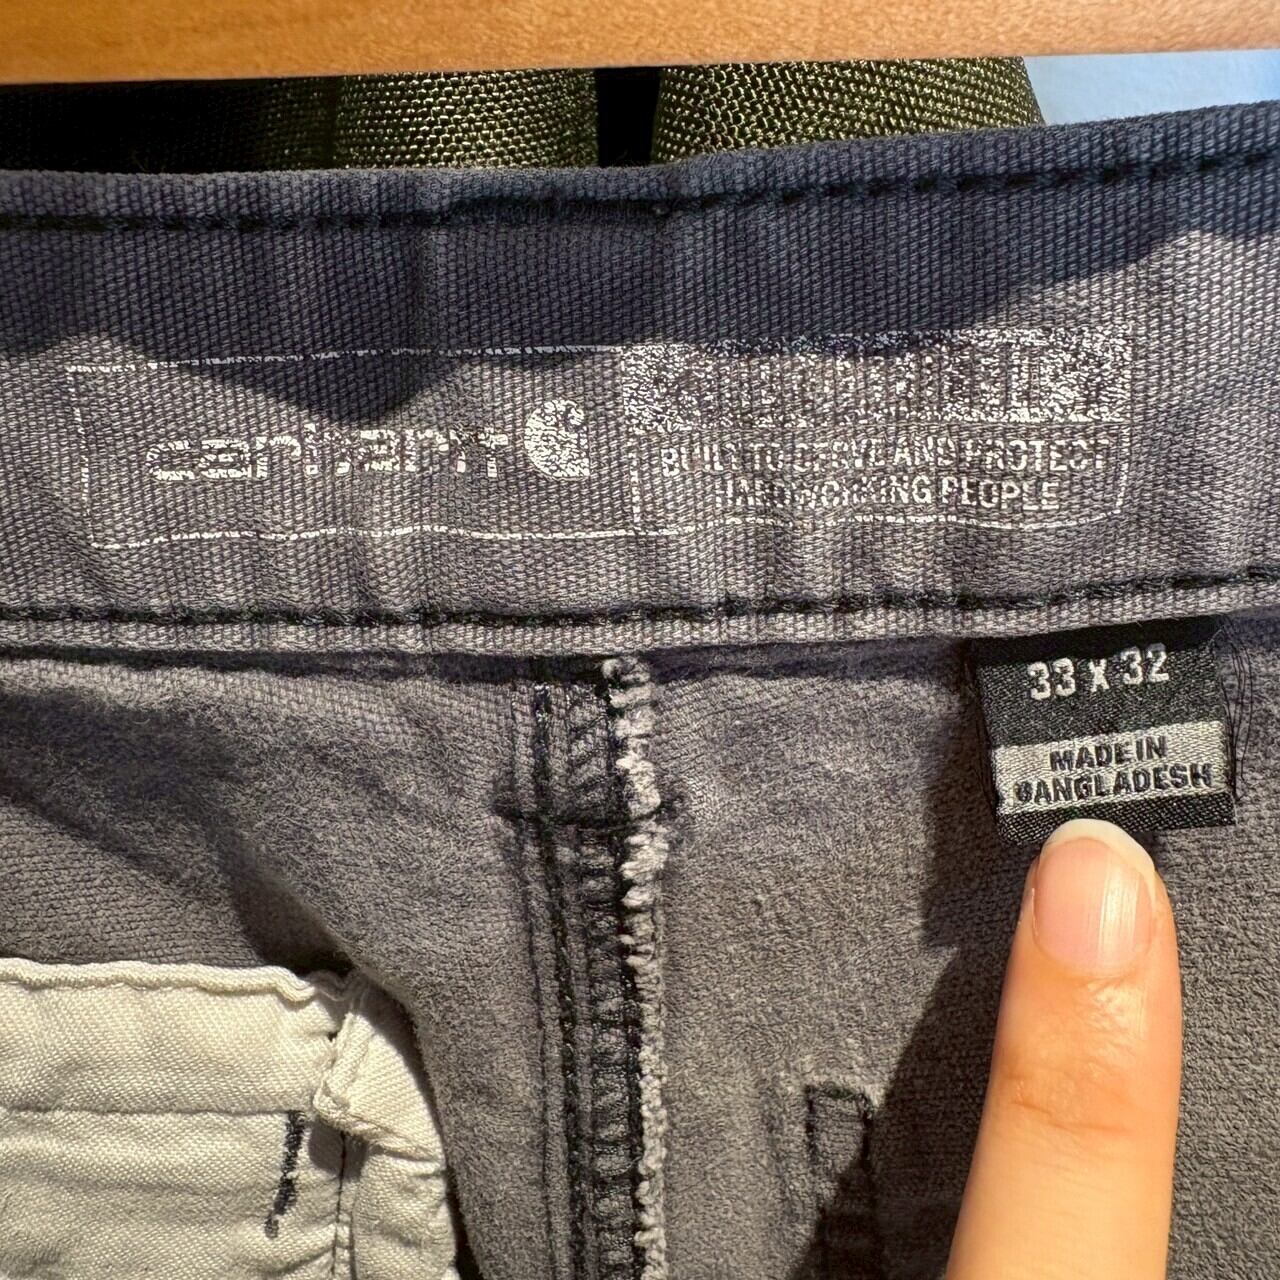 carhartt
BUILT TO SERVE AND PROTECT
HARDWORKING PEOPLE
33 X 32
MADE IN
BANGLADESH